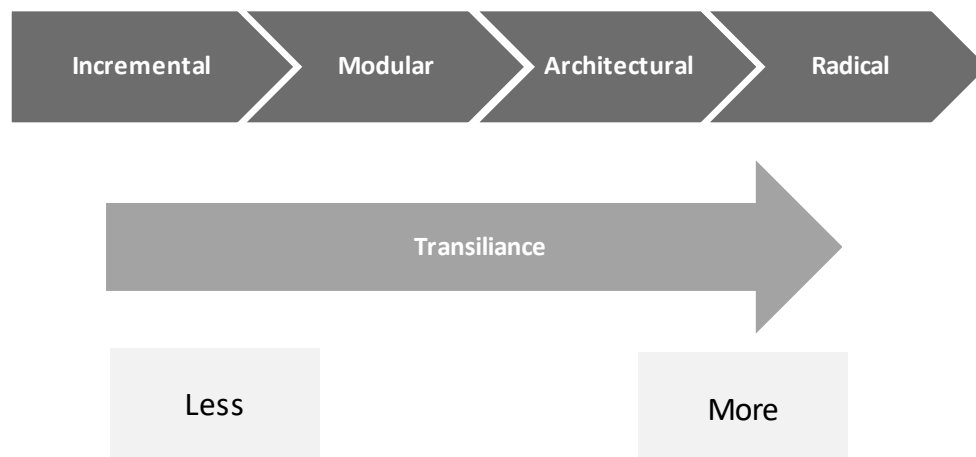 Incremental
Modular
Architectural
Radical
Transiliance
Less
More